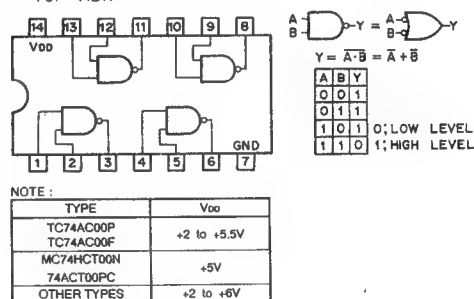 14 13 12 11 10 9 8
VDD
GND
1 2 3 4 5 6 7
A
B
Y = A
B
Y
Y = A·B = A + B
A B Y
0 0 1
0 1 1
1 0 1 0; LOW LEVEL
1 1 0 1; HIGH LEVEL
NOTE :
TYPE VDD
TC74AC00P
TC74AC00F
+2 to +5.5V
MC74HCT00N
74ACT00PC
+5V
OTHER TYPES +2 to +6V